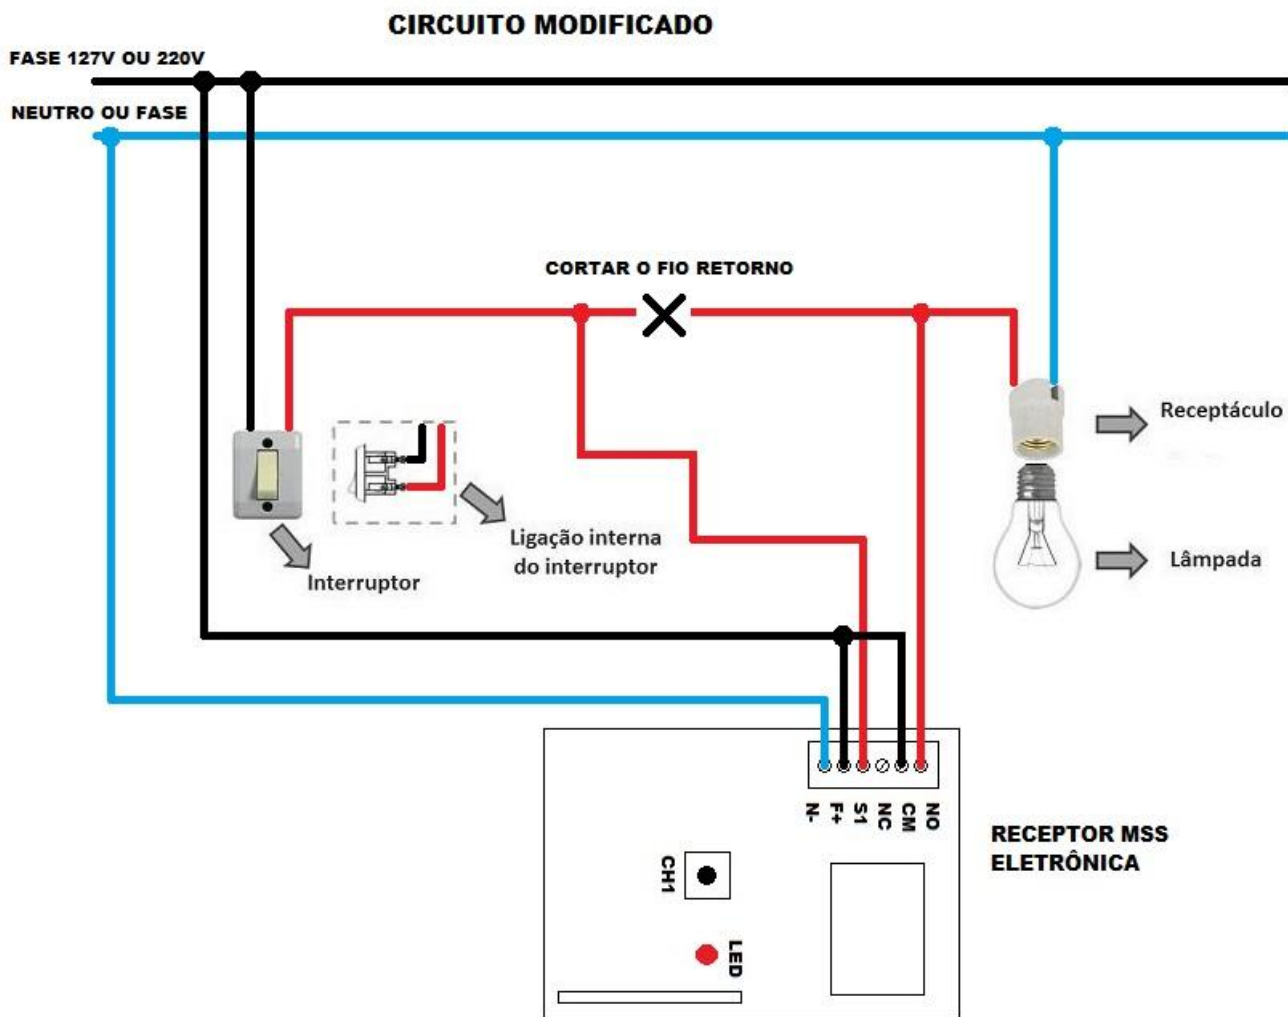 CIRCUITO MODIFICADO
FASE 127V OU 220V
NEUTRO OU FASE
CORTAR O FIO RETORNO
Receptáculo
Ligação interna
do interruptor
Interruptor
Lâmpada
N-
F+
S1
NC
CM
NO
RECEPTOR MSS
ELETRÔNICA
CH1
LED